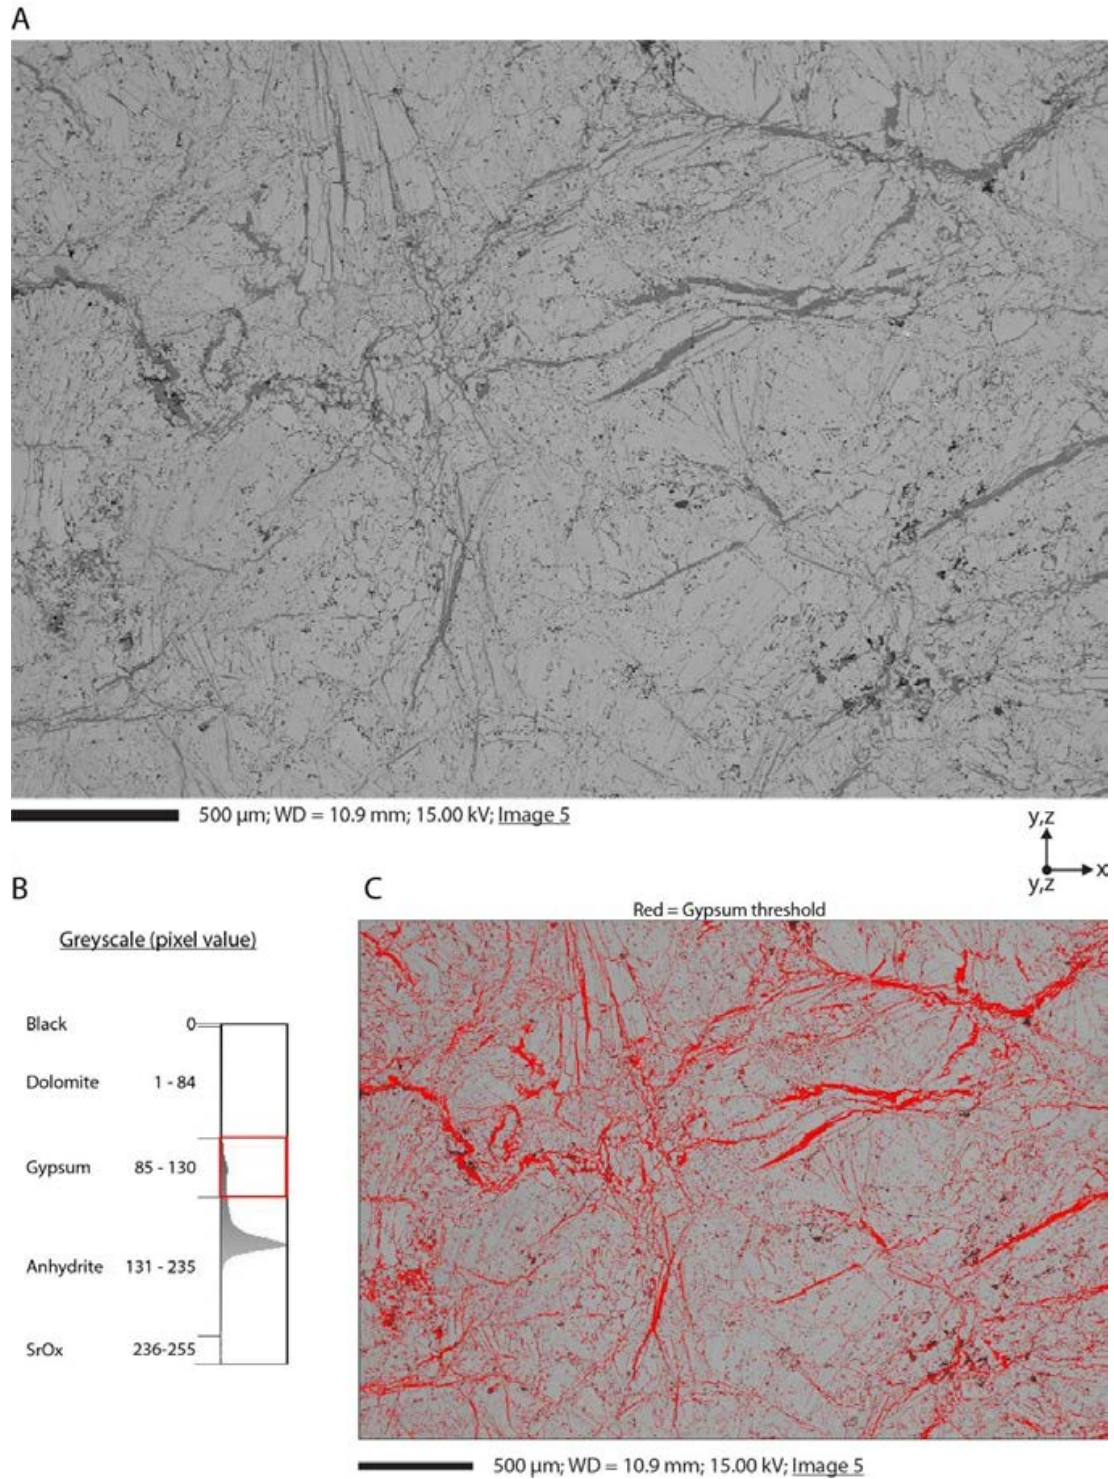 A
500 µm; WD = 10.9 mm; 15.00 kV; Image 5
y,z
x
y,z
B
Greyscale (pixel value)
Black 0
Dolomite 1 - 84
Gypsum 85 - 130
Anhydrite 131 - 235
SrOx 236-255
C
Red = Gypsum threshold
500 µm; WD = 10.9 mm; 15.00 kV; Image 5